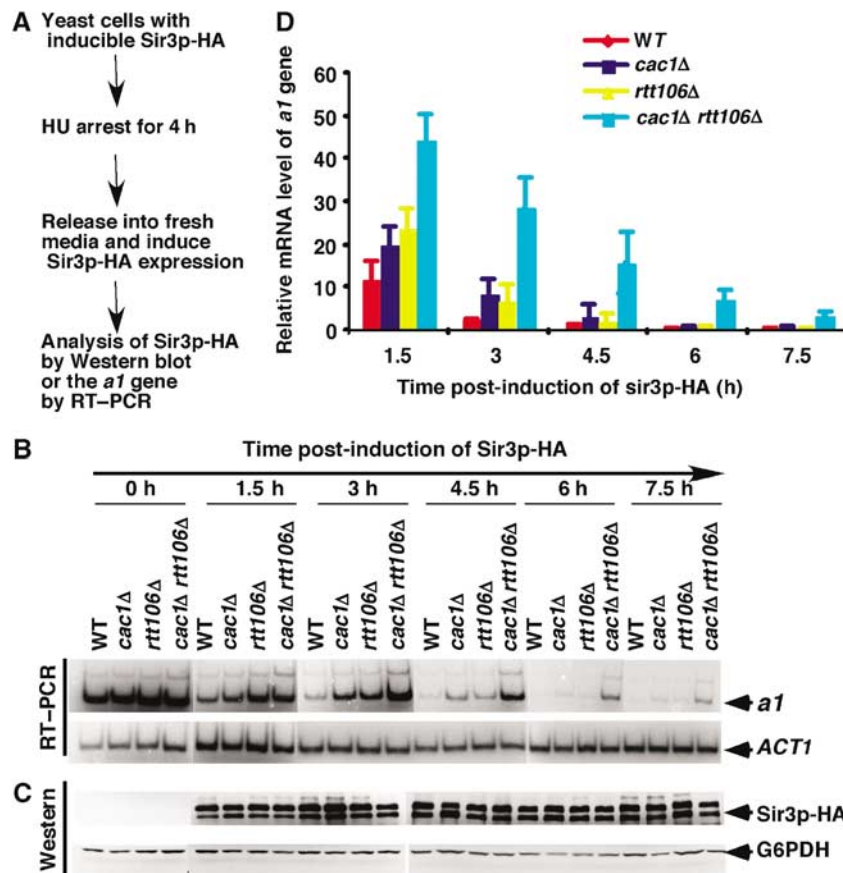 A
Yeast cells with
inducible Sir3p-HA
HU arrest for 4 h
Release into fresh
media and induce
Sir3p-HA expression
Analysis of Sir3p-HA
by Western blot
or the a1 gene
by RT–PCR
D
WT
cac1Δ
rtt106Δ
cac1Δ rtt106Δ
Relative mRNA level of a1 gene
60
50
40
30
20
10
0
1.5 3 4.5 6 7.5
Time post-induction of sir3p-HA (h)
B
Time post-induction of Sir3p-HA
0 h 1.5 h 3 h 4.5 h 6 h 7.5 h
WT cac1Δ rtt106Δ cac1Δ rtt106Δ WT cac1Δ rtt106Δ cac1Δ rtt106Δ WT cac1Δ rtt106Δ cac1Δ rtt106Δ WT cac1Δ rtt106Δ cac1Δ rtt106Δ WT cac1Δ rtt106Δ cac1Δ rtt106Δ WT cac1Δ rtt106Δ cac1Δ rtt106Δ
RT–PCR
a1
ACT1
C
Western
Sir3p-HA
G6PDH